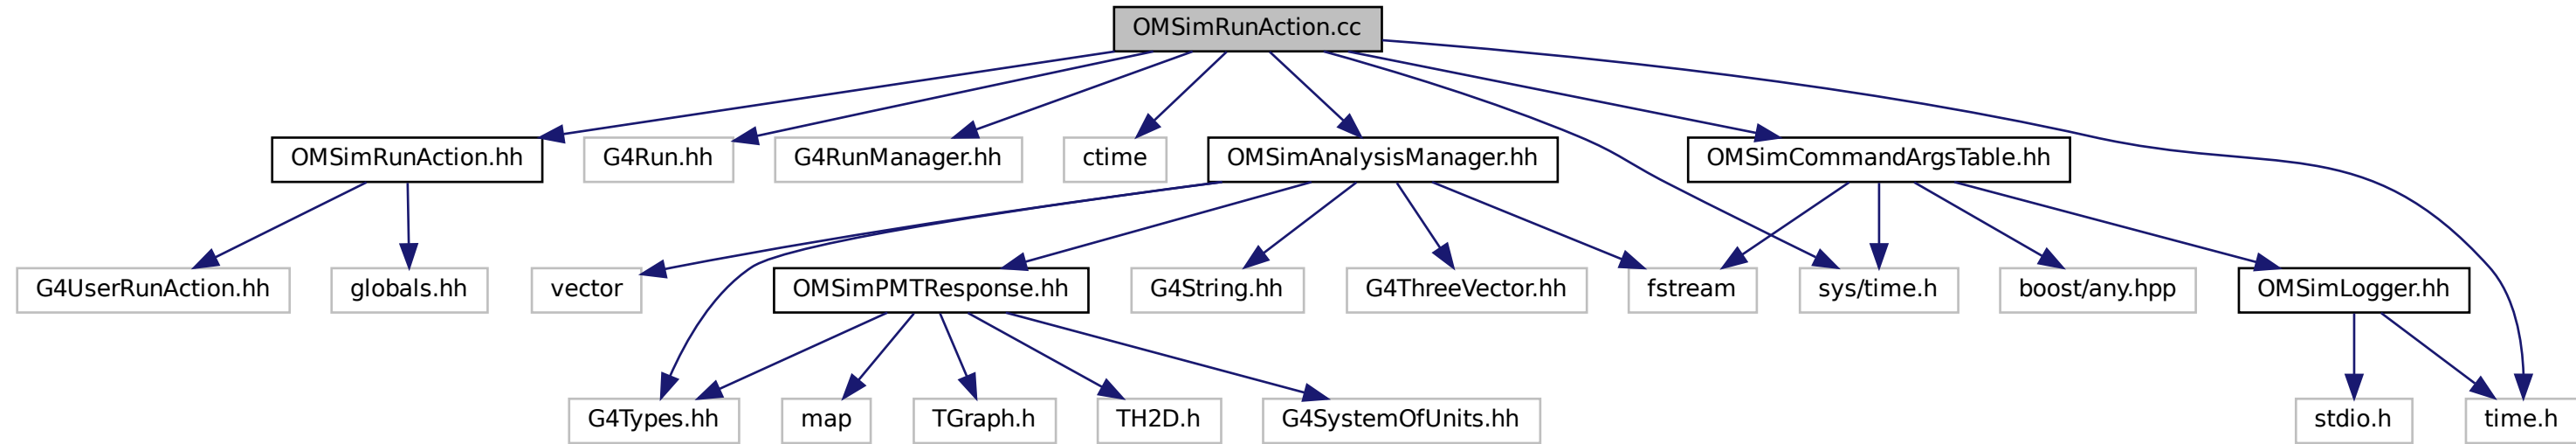 OMSimRunAction.cc
OMSimRunAction.hh
G4Run.hh
G4RunManager.hh
ctime
OMSimAnalysisManager.hh
OMSimCommandArgsTable.hh
G4UserRunAction.hh
globals.hh
vector
OMSimPMTResponse.hh
G4String.hh
G4ThreeVector.hh
fstream
sys/time.h
boost/any.hpp
OMSimLogger.hh
G4Types.hh
map
TGraph.h
TH2D.h
G4SystemOfUnits.hh
stdio.h
time.h